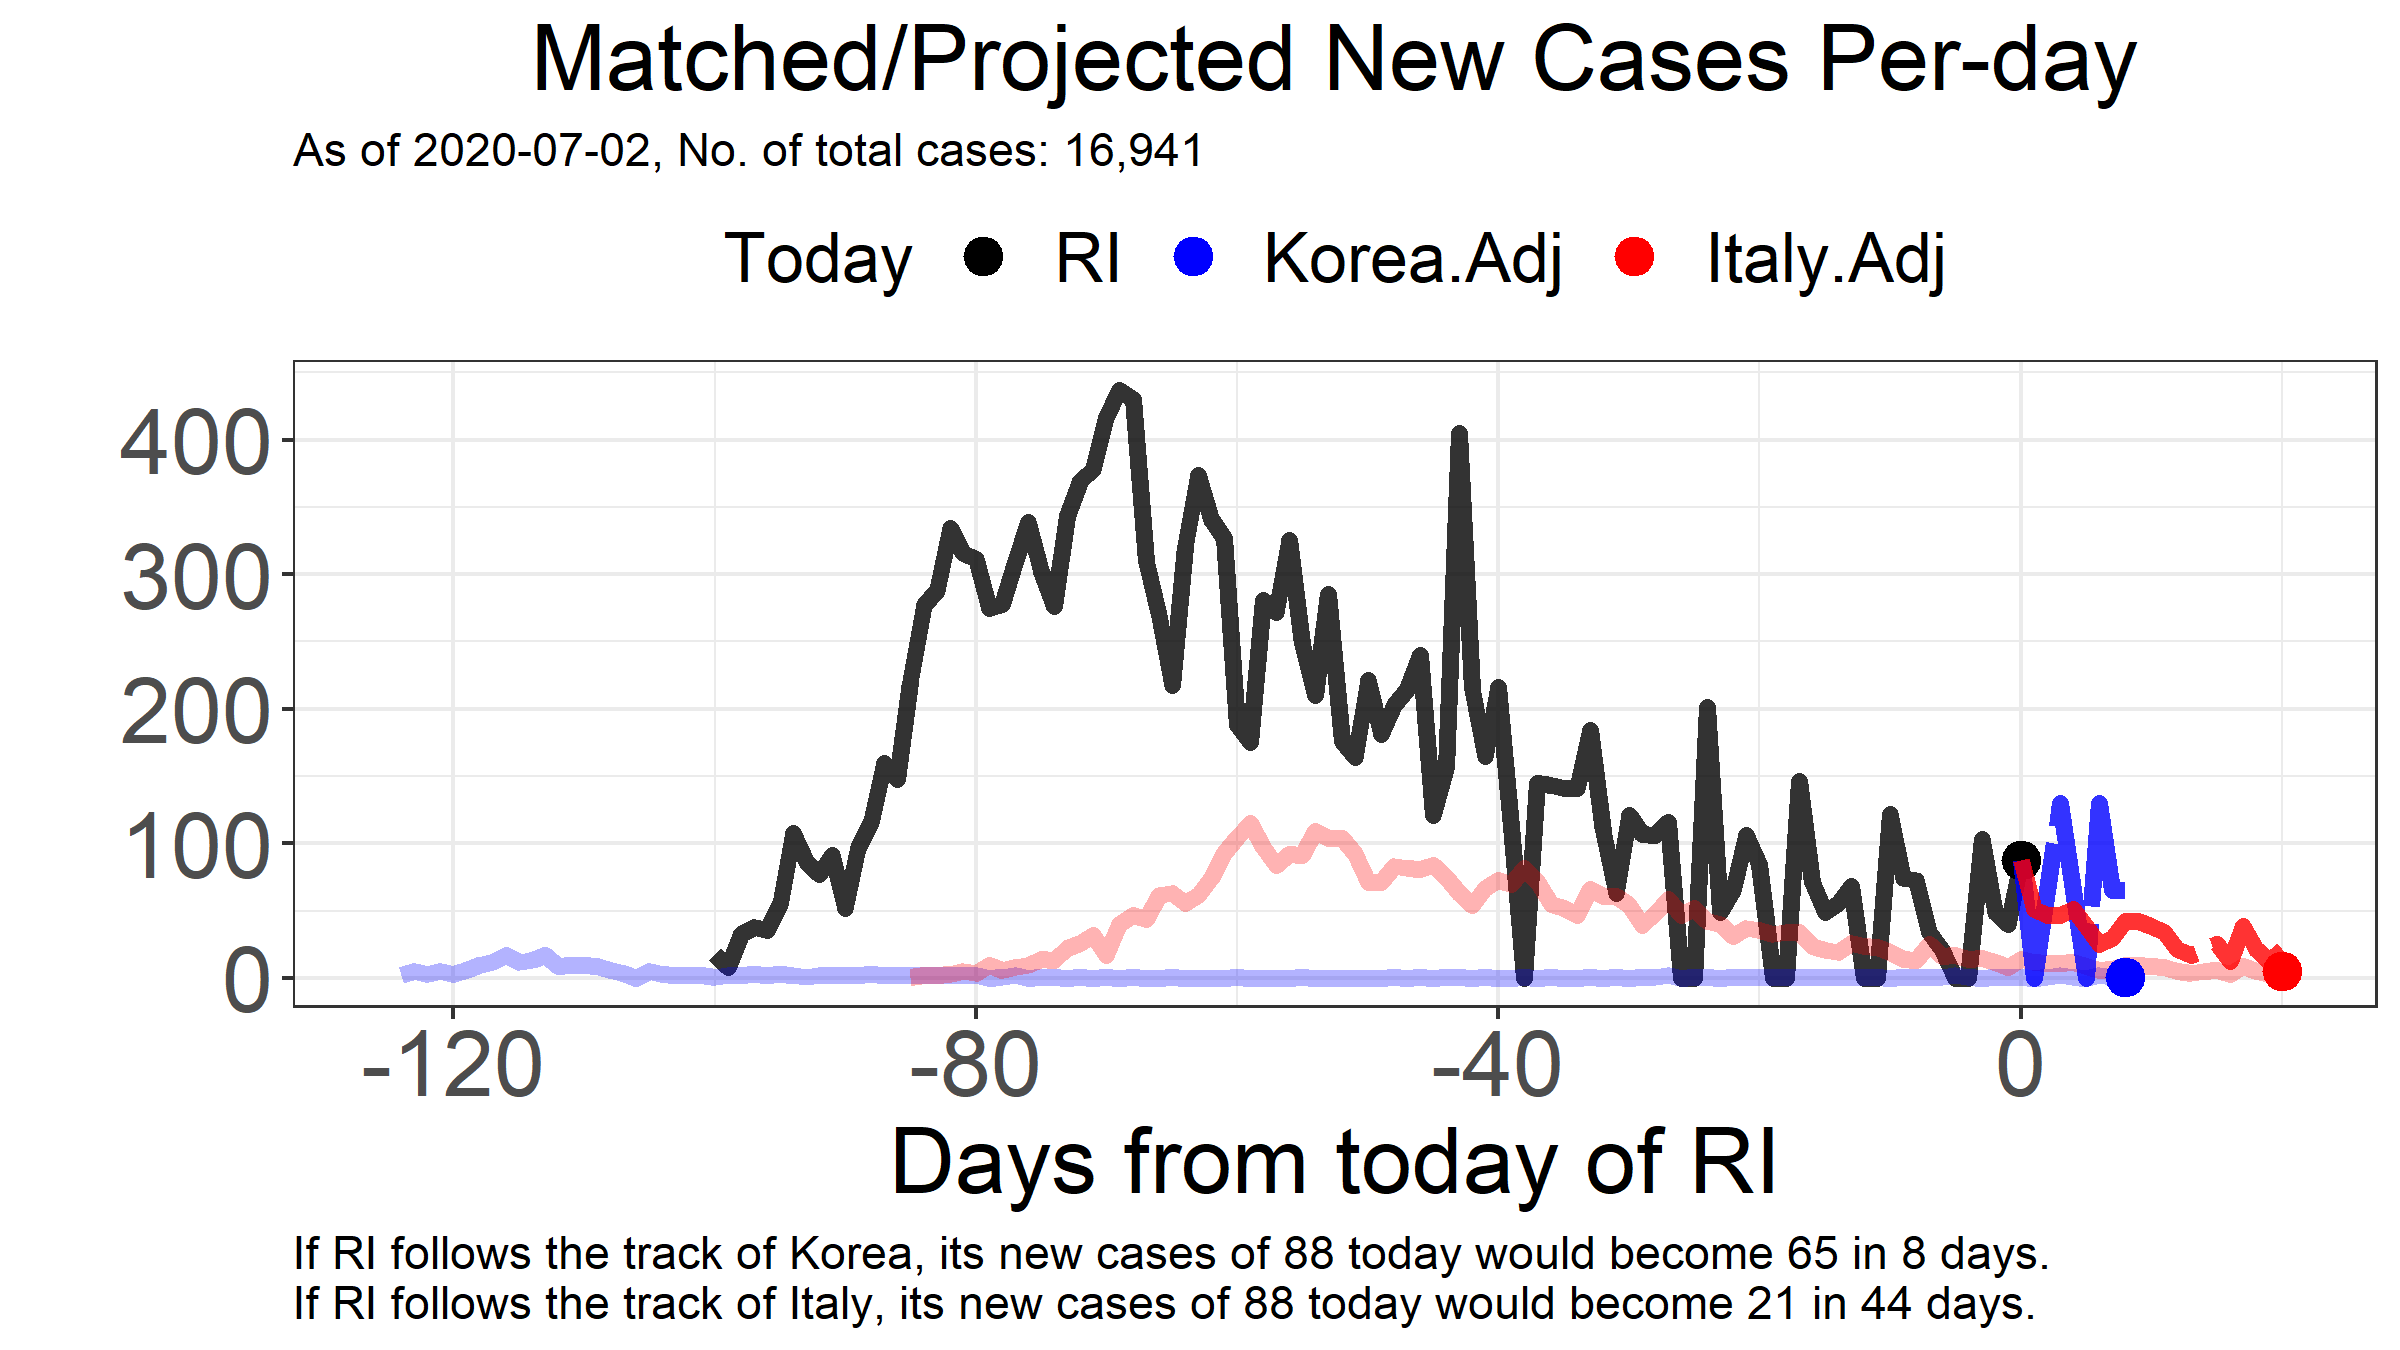 Matched/Projected New Cases Per-day
As of 2020-07-02, No. of total cases: 16,941
Today RI Korea.Adj Italy.Adj
400
300
200
100
0
-120 -80 -40 0
Days from today of RI
If RI follows the track of Korea, its new cases of 88 today would become 65 in 8 days.
If RI follows the track of Italy, its new cases of 88 today would become 21 in 44 days.